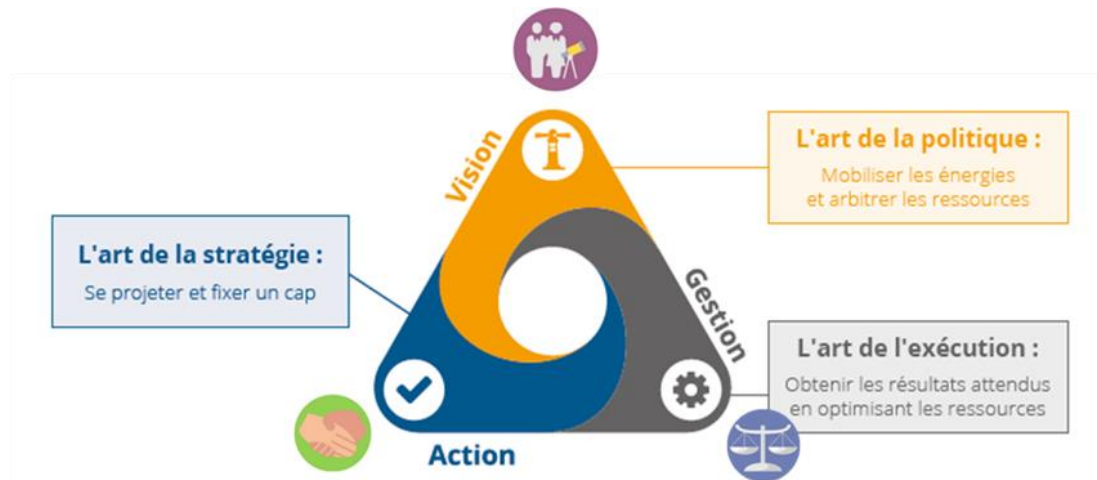 Vision
L'art de la politique :
Mobiliser les énergies
et arbitrer les ressources
L'art de la stratégie :
Se projeter et fixer un cap
Gestion
L'art de l'exécution :
Obtenir les résultats attendus
en optimisant les ressources
Action